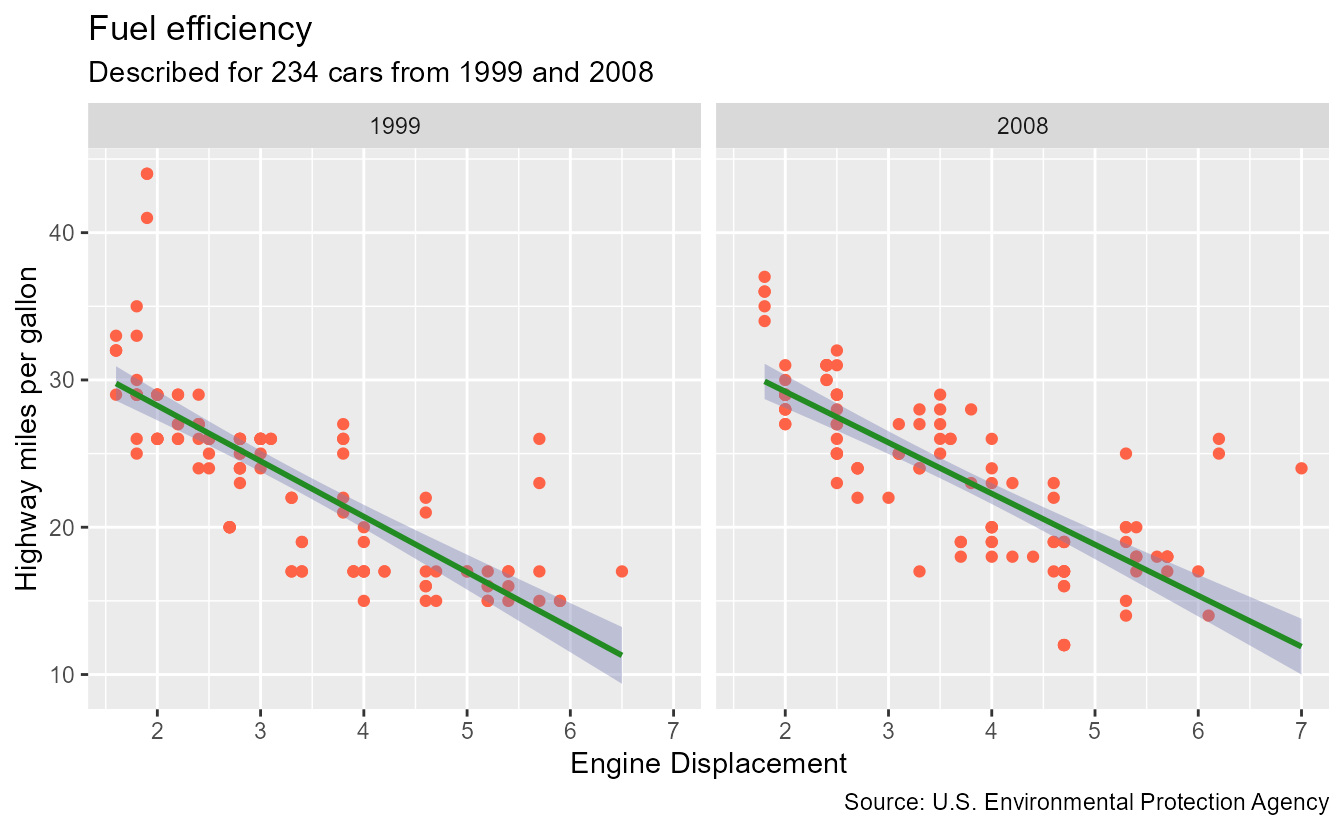 Fuel efficiency
Described for 234 cars from 1999 and 2008
1999 2008
40
30
20
10
Highway miles per gallon
2 3 4 5 6 7 2 3 4 5 6 7
Engine Displacement
Source: U.S. Environmental Protection Agency